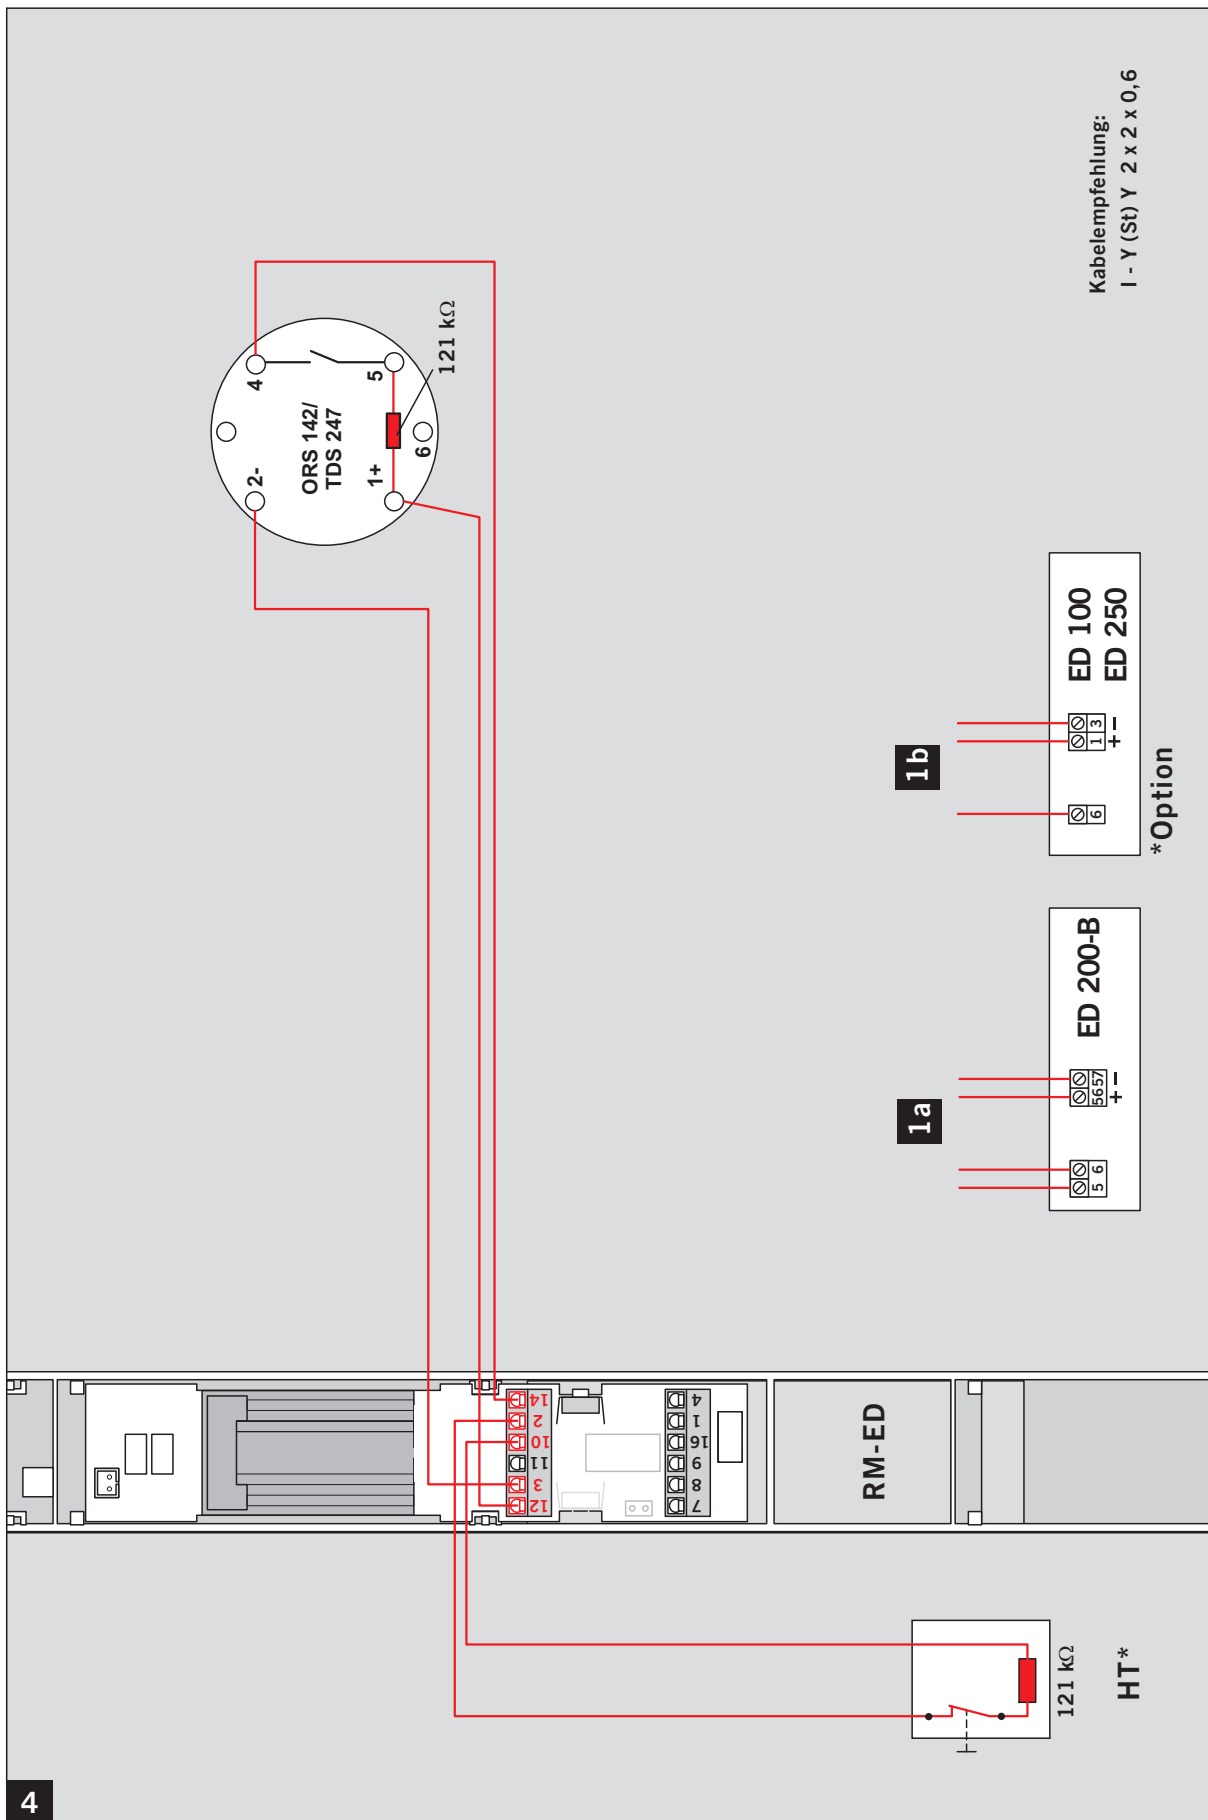 4
Kabelempfehlung:
I - Y (St) Y 2 x 2 x 0,6
2-
4
ORS 142/
TDS 247
1+
5
6
121 kΩ
14
2
10
11
3
12
4
1
16
9
8
7
RM-ED
HT*
121 kΩ
1a
5 6
56 57
+ –
ED 200-B
1b
6
1 3
+ –
ED 100
ED 250
*Option